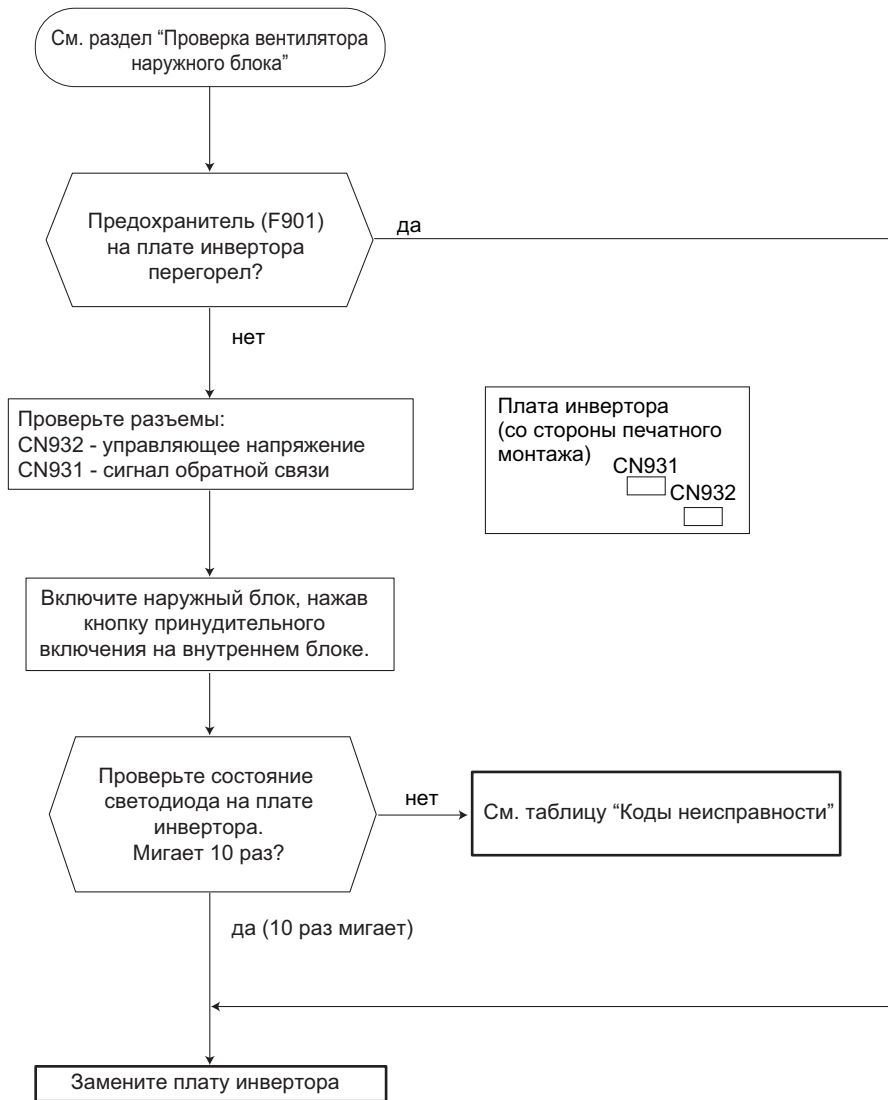 См. раздел “Проверка вентилятора
наружного блока”
Предохранитель (F901)
на плате инвертора
перегорел?
да
нет
Проверьте разъемы:
CN932 - управляющее напряжение
CN931 - сигнал обратной связи
Плата инвертора
(со стороны печатного
монтажа)
CN931
CN932
Включите наружный блок, нажав
кнопку принудительного
включения на внутреннем блоке.
Проверьте состояние
светодиода на плате
инвертора.
Мигает 10 раз?
нет
См. таблицу “Коды неисправности”
да (10 раз мигает)
Замените плату инвертора